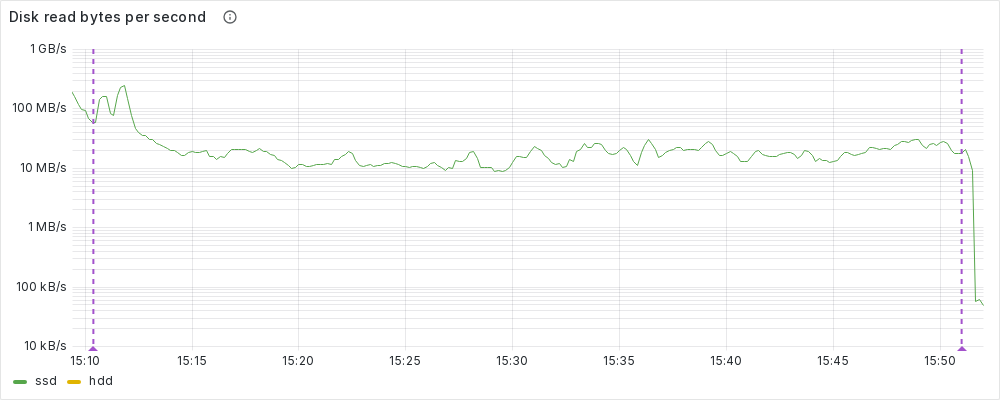 Disk read bytes per second
1 GB/s
100 MB/s
10 MB/s
1 MB/s
100 kB/s
10 kB/s
15:10 15:15 15:20 15:25 15:30 15:35 15:40 15:45 15:50
ssd hdd